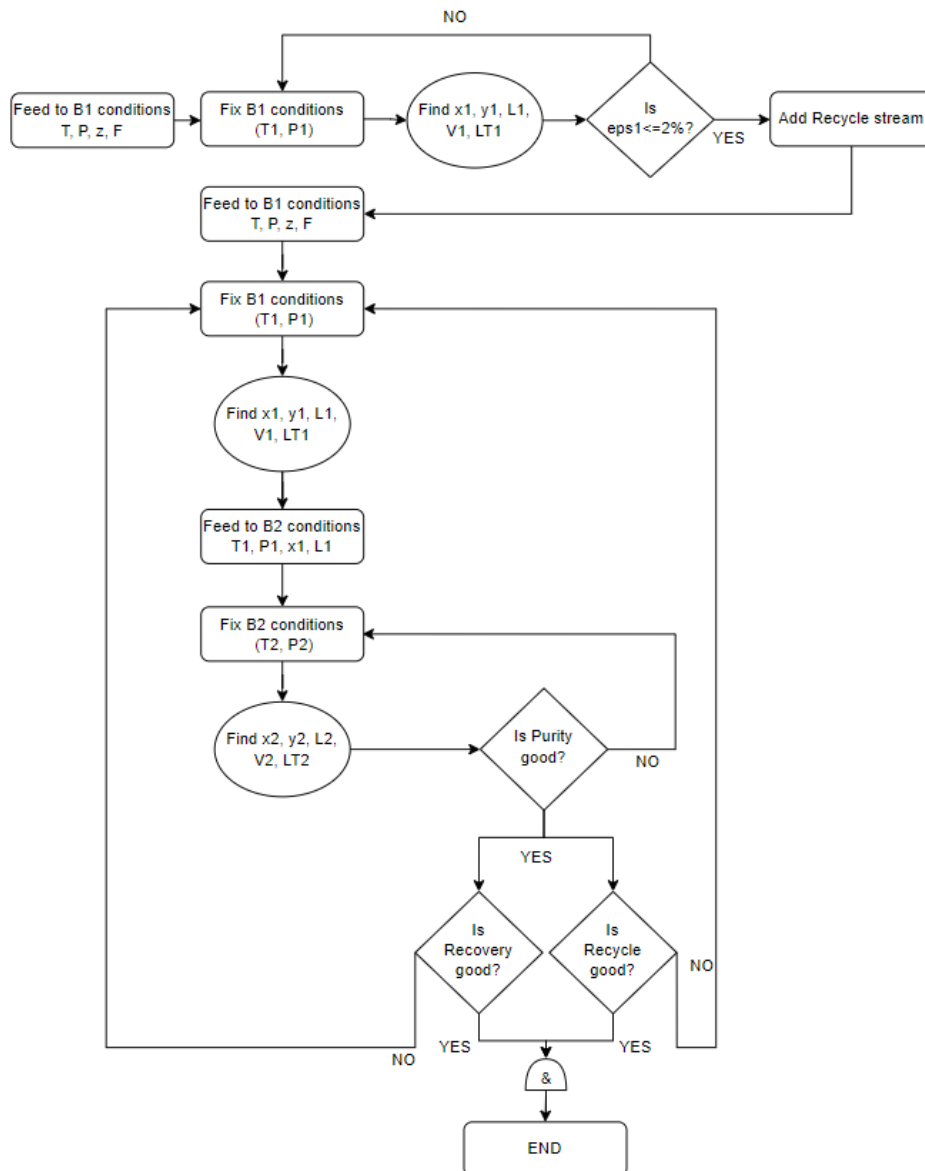 NO
Feed to B1 conditions
T, P, z, F
Fix B1 conditions
(T1, P1)
Find x1, y1, L1,
V1, LT1
Is
eps1<=2%?
YES
Add Recycle stream
Feed to B1 conditions
T, P, z, F
Fix B1 conditions
(T1, P1)
Find x1, y1, L1,
V1, LT1
Feed to B2 conditions
T1, P1, x1, L1
Fix B2 conditions
(T2, P2)
Find x2, y2, L2,
V2, LT2
Is Purity
good?
NO
YES
Is
Recovery
good?
Is
Recycle
good?
NO
NO
YES
YES
&
END